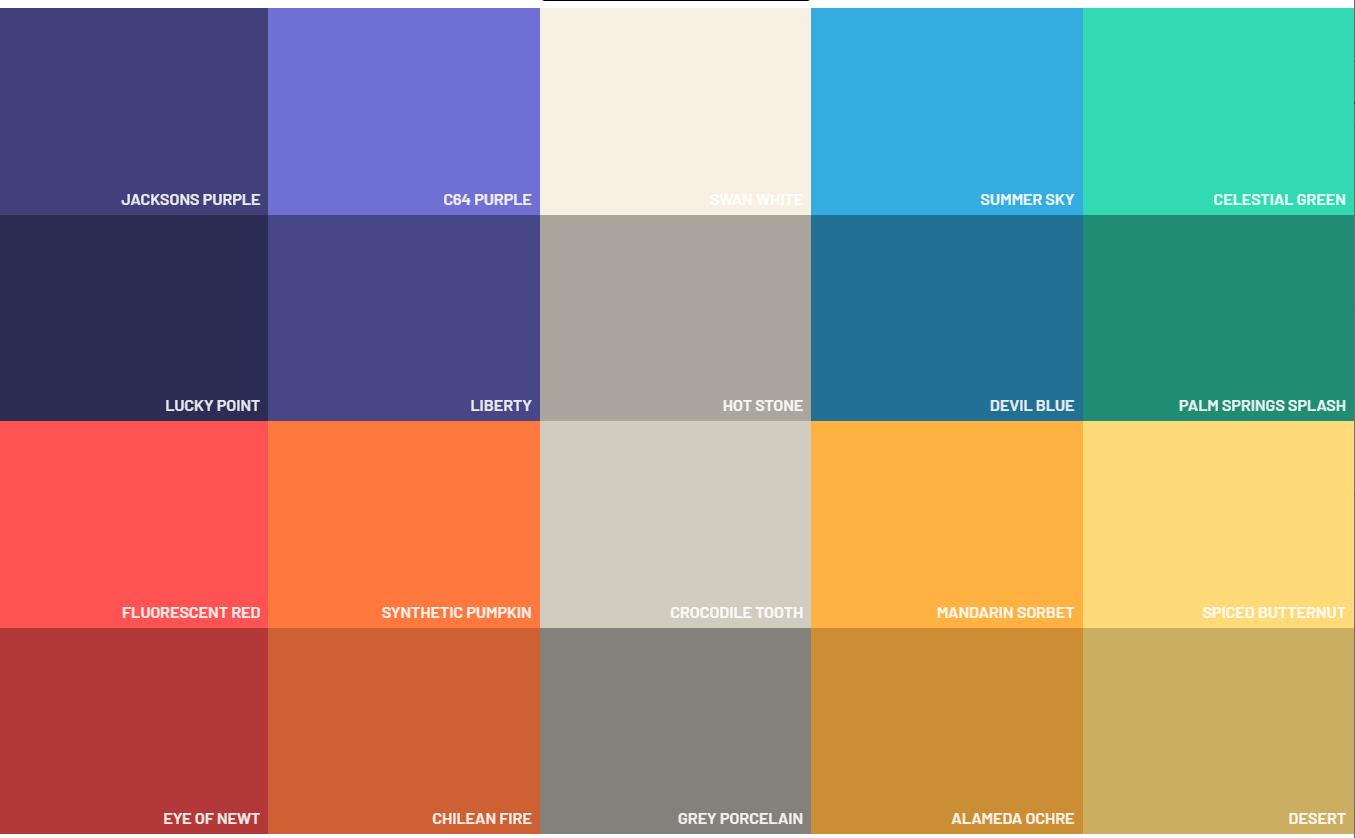 JACKSONS PURPLE
C64 PURPLE
SWAN WHITE
SUMMER SKY
CELESTIAL GREEN
LUCKY POINT
LIBERTY
HOT STONE
DEVIL BLUE
PALM SPRINGS SPLASH
FLUORESCENT RED
SYNTHETIC PUMPKIN
CROCODILE TOOTH
MANDARIN SORBET
SPICED BUTTERNUT
EYE OF NEWT
CHILEAN FIRE
GREY PORCELAIN
ALAMEDA OCHRE
DESERT